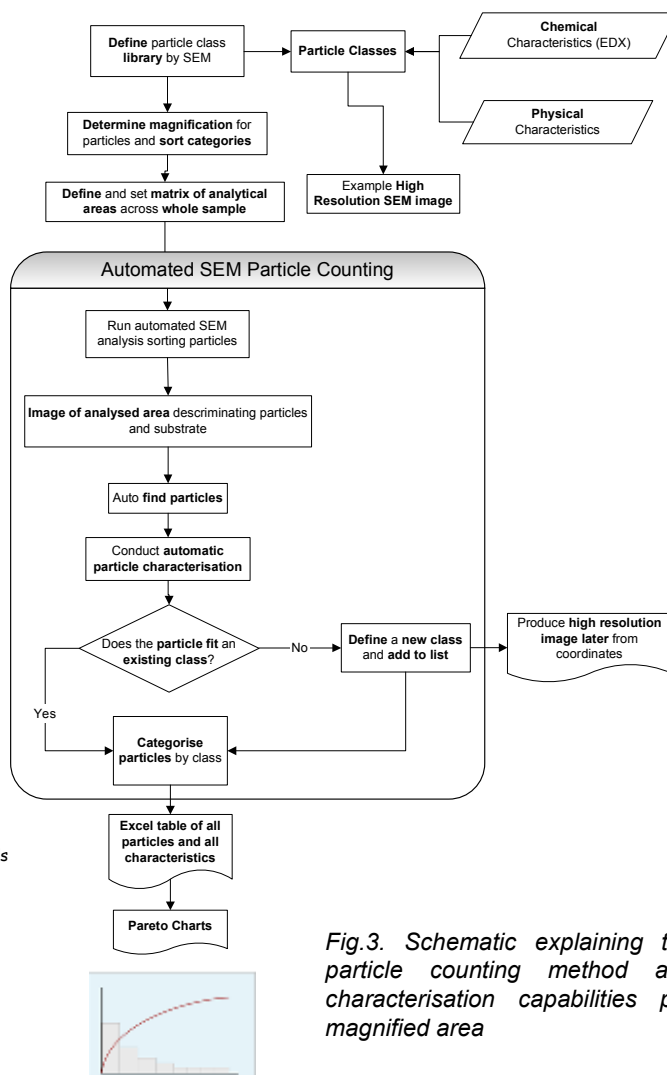 Define particle class
library by SEM
Particle Classes
Chemical
Characteristics (EDX)
Physical
Characteristics
Determine magnification for
particles and sort categories
Example High
Resolution SEM image
Define and set matrix of analytical
areas across whole sample
Automated SEM Particle Counting
Run automated SEM
analysis sorting particles
Image of analysed area descriminating particles
and substrate
Auto find particles
Conduct automatic
particle characterisation
Does the particle fit an
existing class?
No
Define a new class
and add to list
Produce high resolution
image later from
coordinates
Yes
Categorise
particles by class
Excel table of all
particles and all
characteristics
s
Pareto Charts
Fig.3. Schematic explaining t
particle counting method a
characterisation capabilities p
magnified area